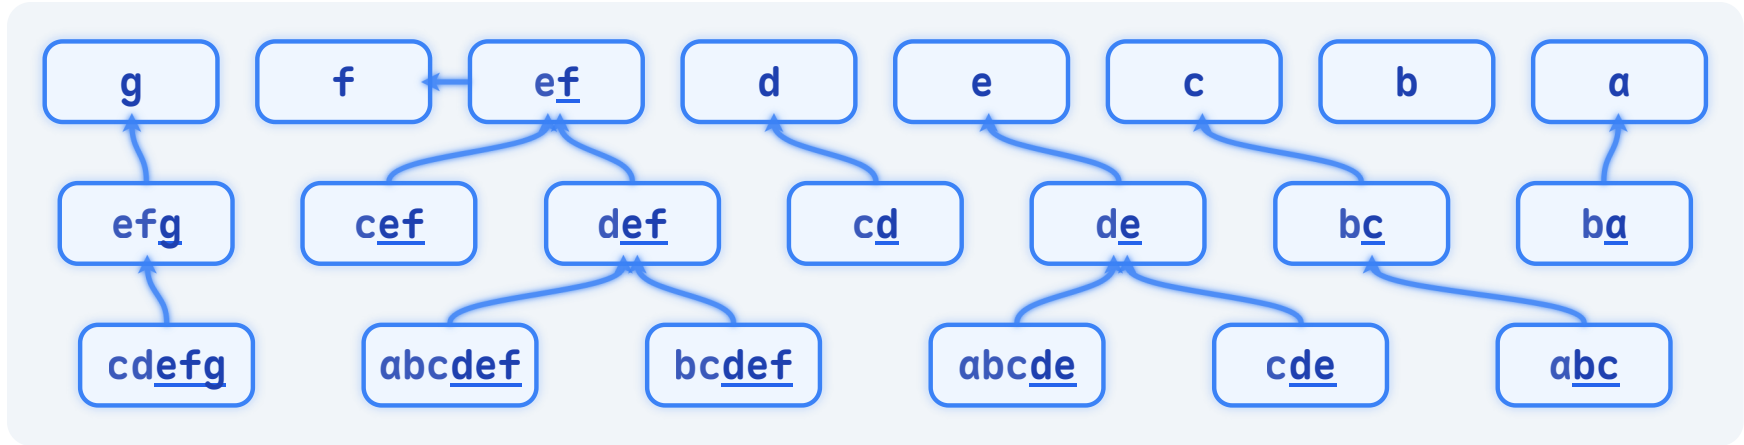 g f ef d e c b a
efg cef def cd de bc ba
cdefg abcdef bcdef abcde cde abc